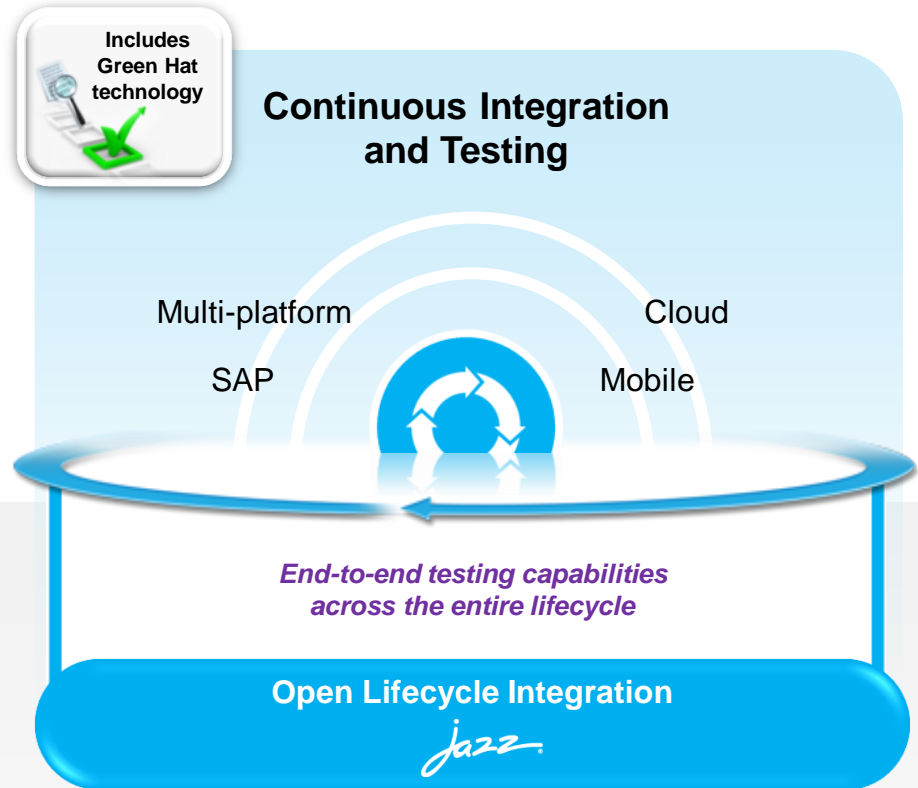 Includes
Green Hat
technology
Continuous Integration
and Testing
Multi-platform
Cloud
SAP
Mobile
End-to-end testing capabilities
across the entire lifecycle
Open Lifecycle Integration
jazz